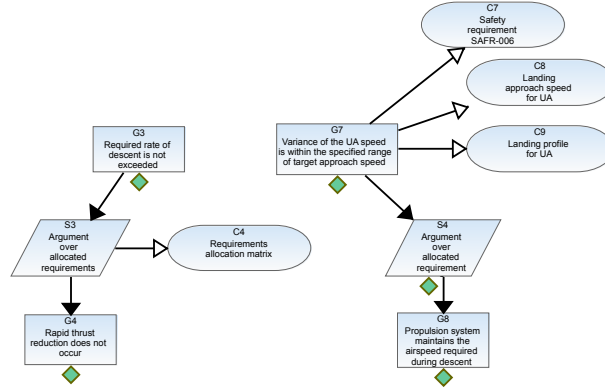 C7
Safety
requirement
SAFR-006
C8
Landing
approach speed
for UA
G3
Required rate of
descent is not
exceeded
G7
Variance of the UA speed
is within the specified range
of target approach speed
C9
Landing profile
for UA
S3
Argument
over
allocated
requirements
C4
Requirements
allocation matrix
S4
Argument
over
allocated
requirement
G4
Rapid thrust
reduction does not
occur
G8
Propulsion system
maintains the
airspeed required
during descent